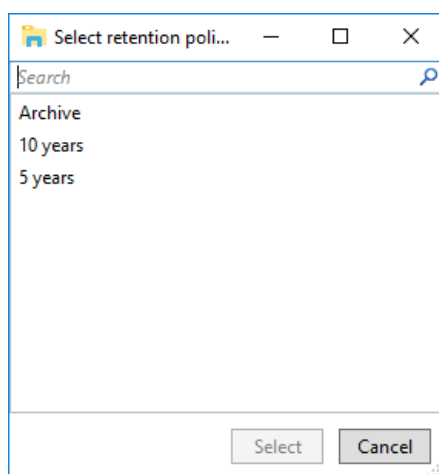 Select retention poli...
Search
Archive
10 years
5 years
Select
Cancel